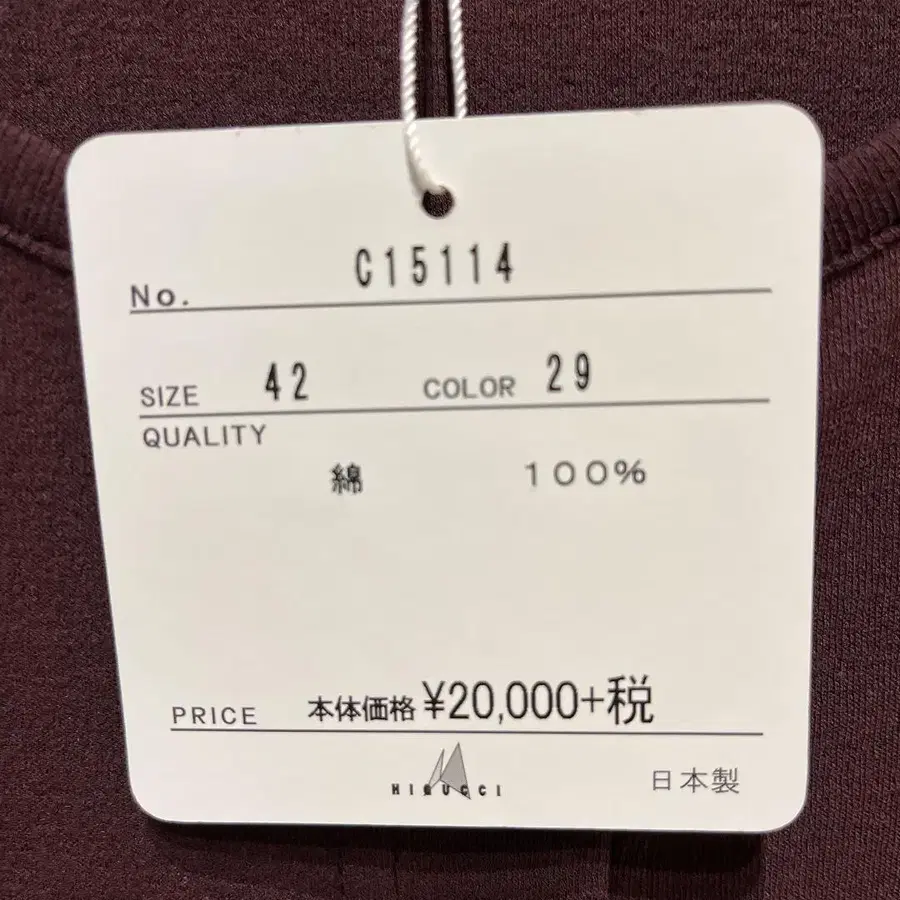 No. C15114
SIZE 42 COLOR 29
QUALITY
綿 100%
PRICE 本体価格 ¥20,000+税
HIGUCCI
日本製